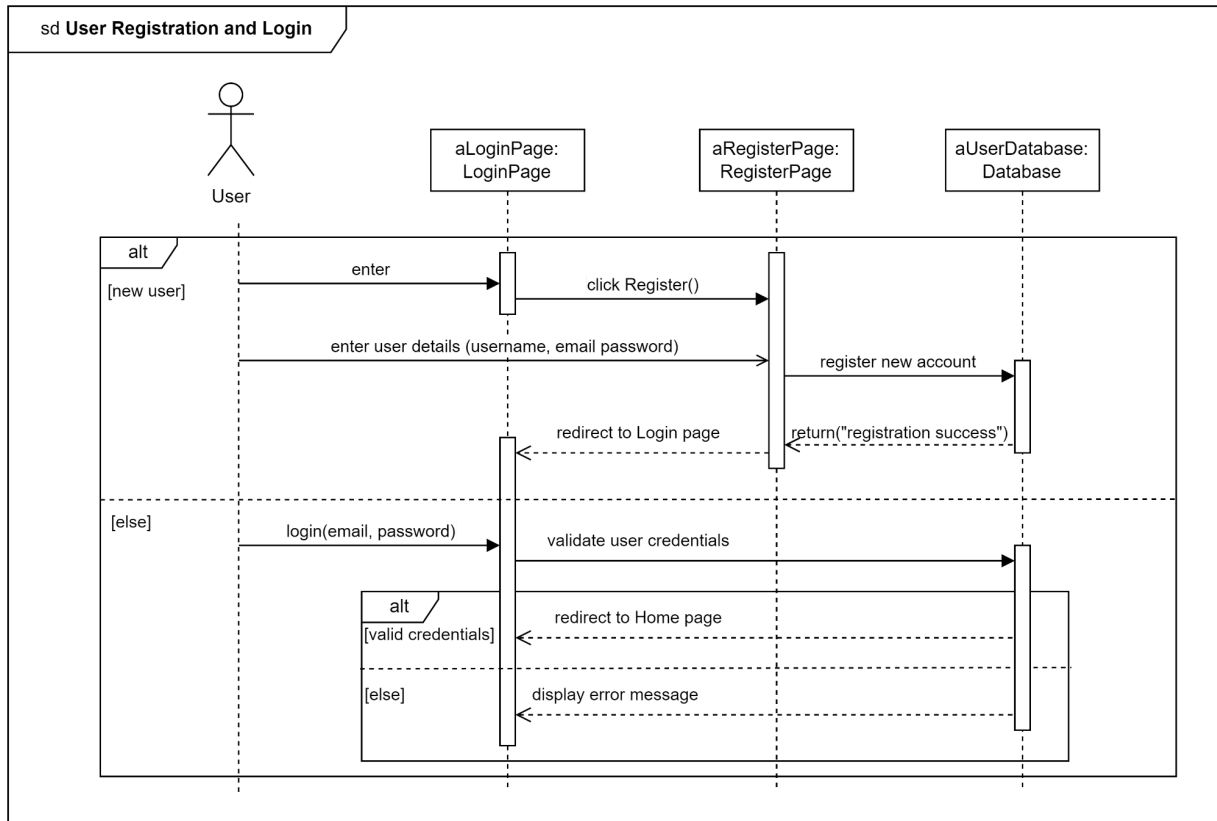 sd User Registration and Login
User
aLoginPage:
LoginPage
aRegisterPage:
RegisterPage
aUserDatabase:
Database
alt
[new user]
enter
click Register()
enter user details (username, email password)
register new account
return("registration success")
redirect to Login page
[else]
login(email, password)
validate user credentials
alt
[valid credentials]
redirect to Home page
[else]
display error message